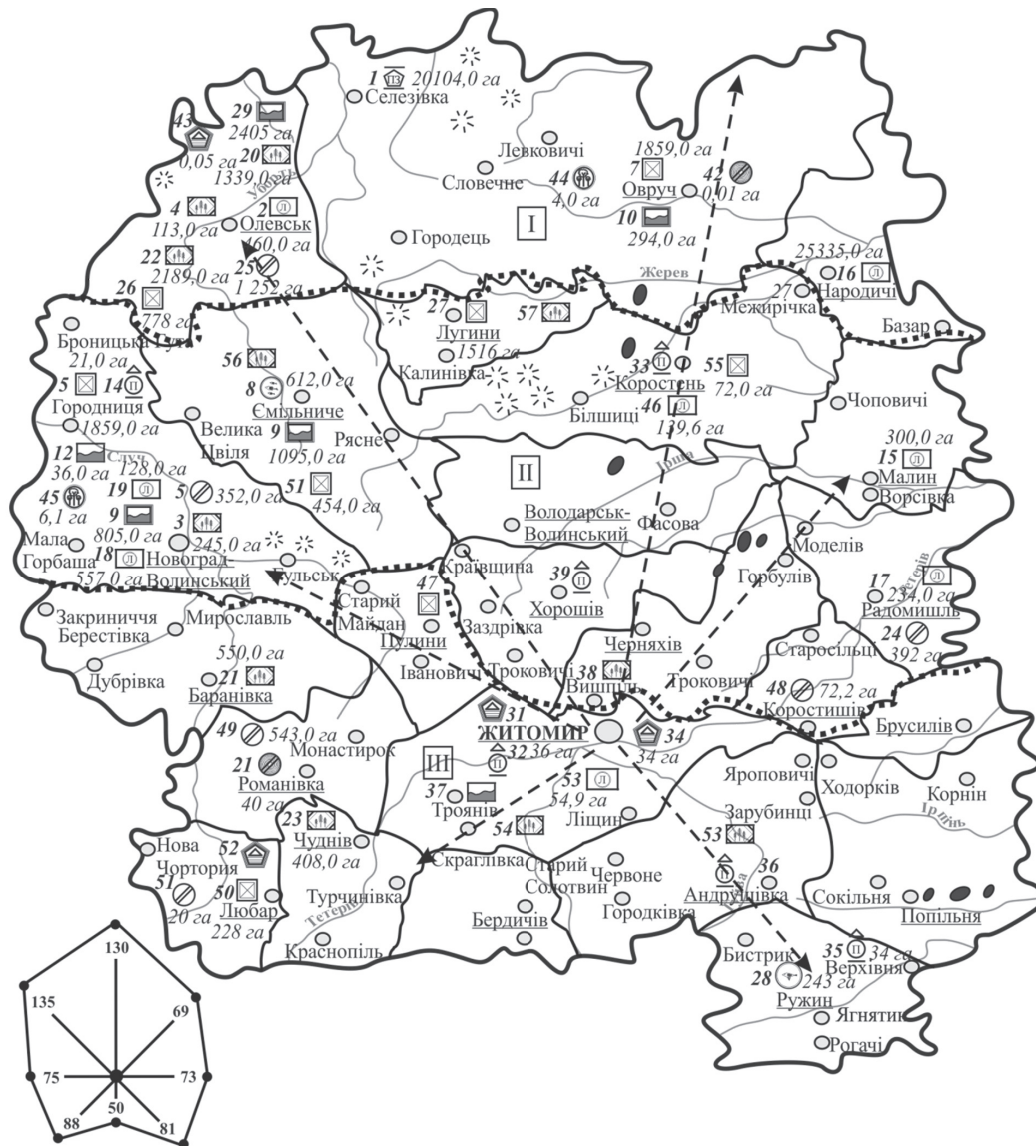 1 ПЗ 20104,0 га
Селезівка
29
2405 га
43
0,05 га
20
1339,0 га
Уборть
Левковичі
Словечне
44
4,0 га
1859,0 га
7
Овруч
42
0,01 га
10
294,0 га
4
113,0 га
2 Л
Олевськ
460,0 га
22
2189,0 га
25
1 252 га
26
778 га
Городець
I
Жерев
25335,0 га
16 Л
Народичі
27
Межирічка
Базар
27
Лугини
1516 га
57
Калинівка
Броницька Гута
21,0 га
5 14 П
Городниця
1859,0 га
56
8 612,0 га
Ємільчине
9
1095,0 га
Велика
Цвіля
Рясне
33 П
Коростень
55
72,0 га
46 Л
139,6 га
Білшиці
Чоповичі
300,0 га
15 Л
Малин
Ворсівка
12
36,0 га
Случ
128,0 га
19 Л
5 352,0 га
51
454,0 га
45
6,1 га
9
805,0 га
3
245,0 га
Мала
Горбаша
18 Л
557,0 га
Новоград-
Волинський
Гульськ
II
Ірша
Володарськ-
Волинський
Фасова
Моделів
Горбулів
Краївщина
39 П
Хорошів
17 Л
234,0 га
Тетерів
Радомишль
24
392 га
Старий
Майдан
47
Пулини
Заздрівка
Черняхів
Старосільці
Закриниччя
Берестівка
Мирославль
Дубрівка
550,0 га
21
Баранівка
Івановичі
Троковичі
38
Вишпіль
Троковичі
48 72,2 га
Коростишів
Брусилів
31
ЖИТОМИР
32 П 36 га
34
34 га
49 543,0 га
Монастирок
21
Романівка
40 га
III
37
Троянів
53 Л
54,9 га
Ліщин
54
Яроповичі
Ходорків
Зарубинці
Корнін
Ірпінь
23
Чуднів
408,0 га
Скраглівка
53
Нова
Чортория
52
51
20 га
50
Любар
228 га
Турчинівка
Старий
Солотвин
Червоне
Городківка
П
Андрушівка
36
Сокільня
Попільня
Тетерів
Краснопіль
Бердичів
Бистрик
35 П 34 га
Верхівня
28 243 га
Ружин
Ягнятин
Рогачі
130
135
69
75
73
50
88
81